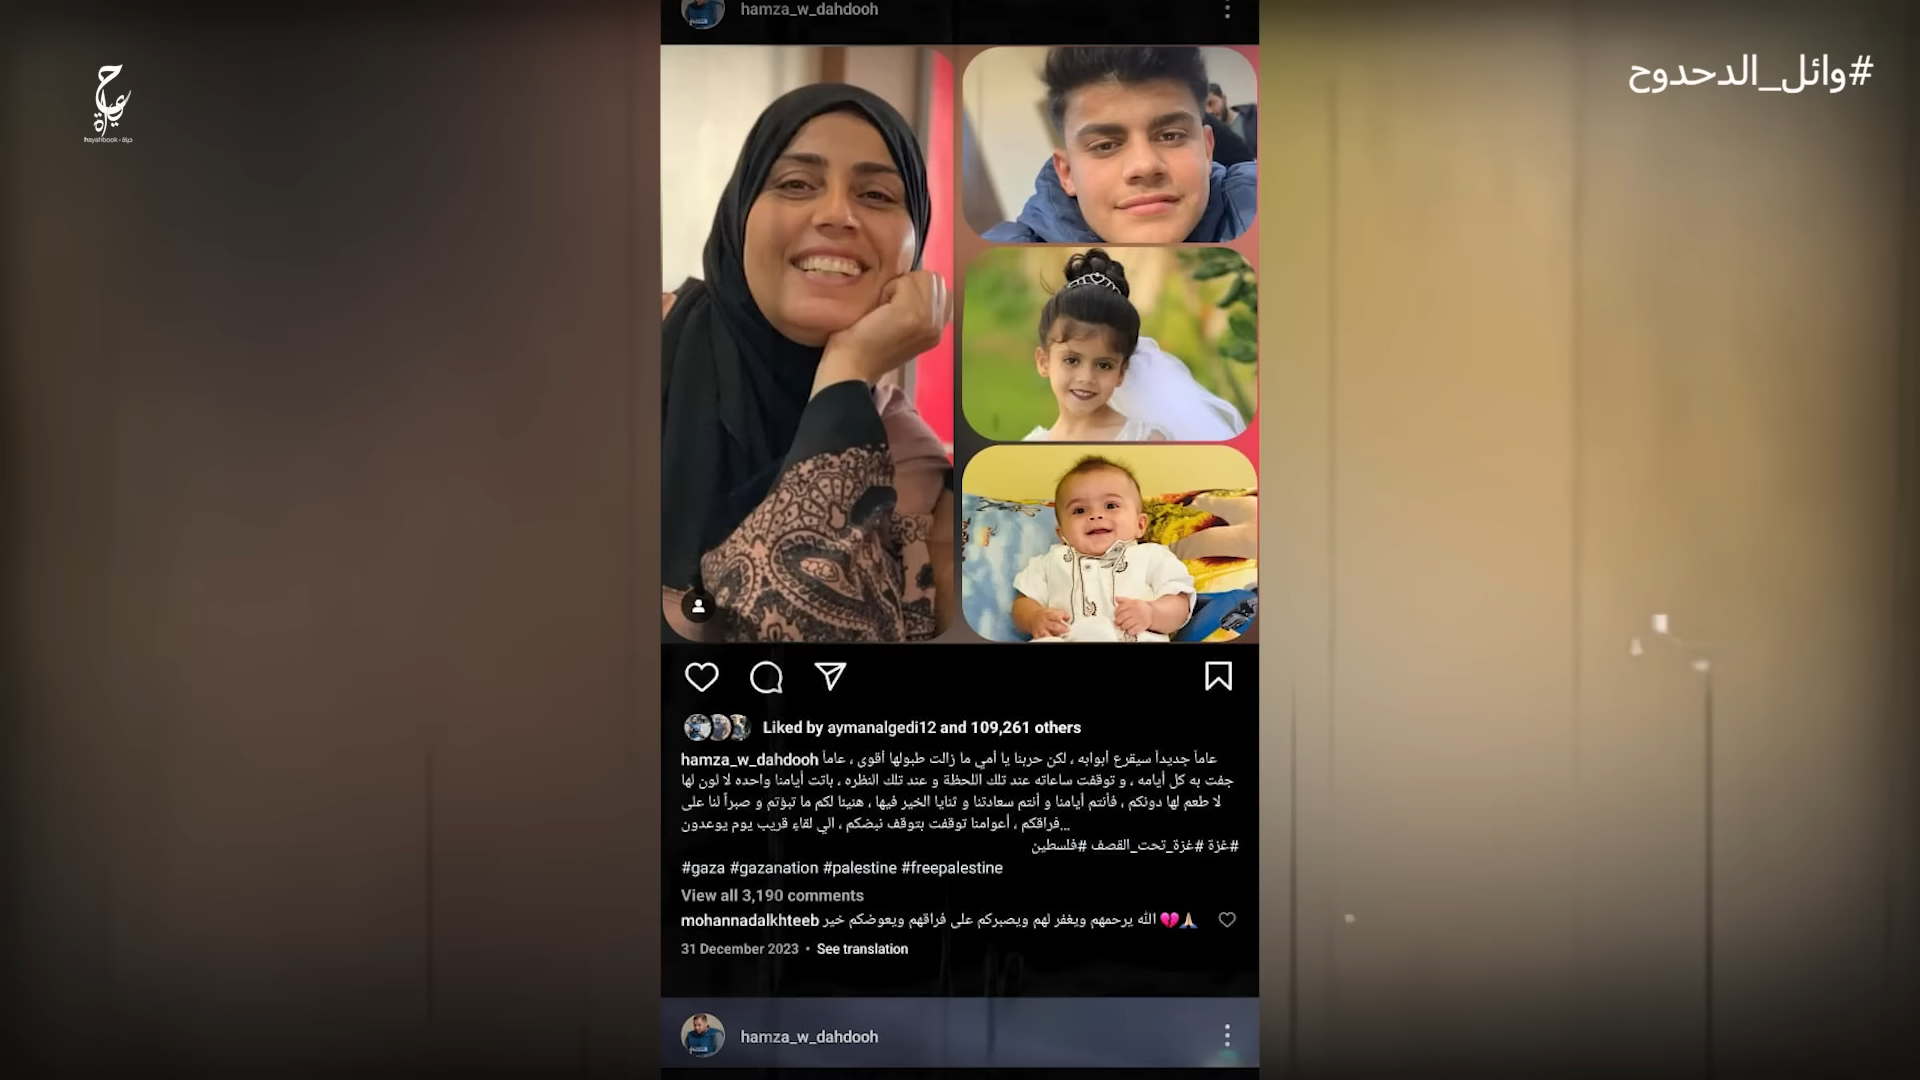 hamza_w_dahdooh
#وائل_الدحدوح
حياة
hayahbook - حياة
Liked by aymanalgedi12 and 109,261 others
hamza_w_dahdooh عاماً جديداً سيقرع أبوابه ، لكن حربنا يا أمي ما زالت طبولها أقوى ، عاماً
جفت به كل أيامه ، و توقفت ساعاته عند تلك اللحظة و عند تلك النظره ، باتت أيامنا واحده لا لون لها
لا طعم لها دونكم ، فأنتم أيامنا و أنتم سعادتنا و ثنايا الخير فيها ، هنيئا لكم ما تبؤتم و صبراً لنا على
فراقكم ، أعوامنا توقفت بتوقف نبضكم ، الي لقاءِ قريب يوم يوعدون...
#غزة #غزة_تحت_القصف #فلسطين
#gaza #gazanation #palestine #freepalestine
View all 3,190 comments
mohannadalkhteeb الله يرحمهم ويغفر لهم ويصبركم على فراقهم ويعوضكم خير 💔🙏🏻
31 December 2023 • See translation
hamza_w_dahdooh